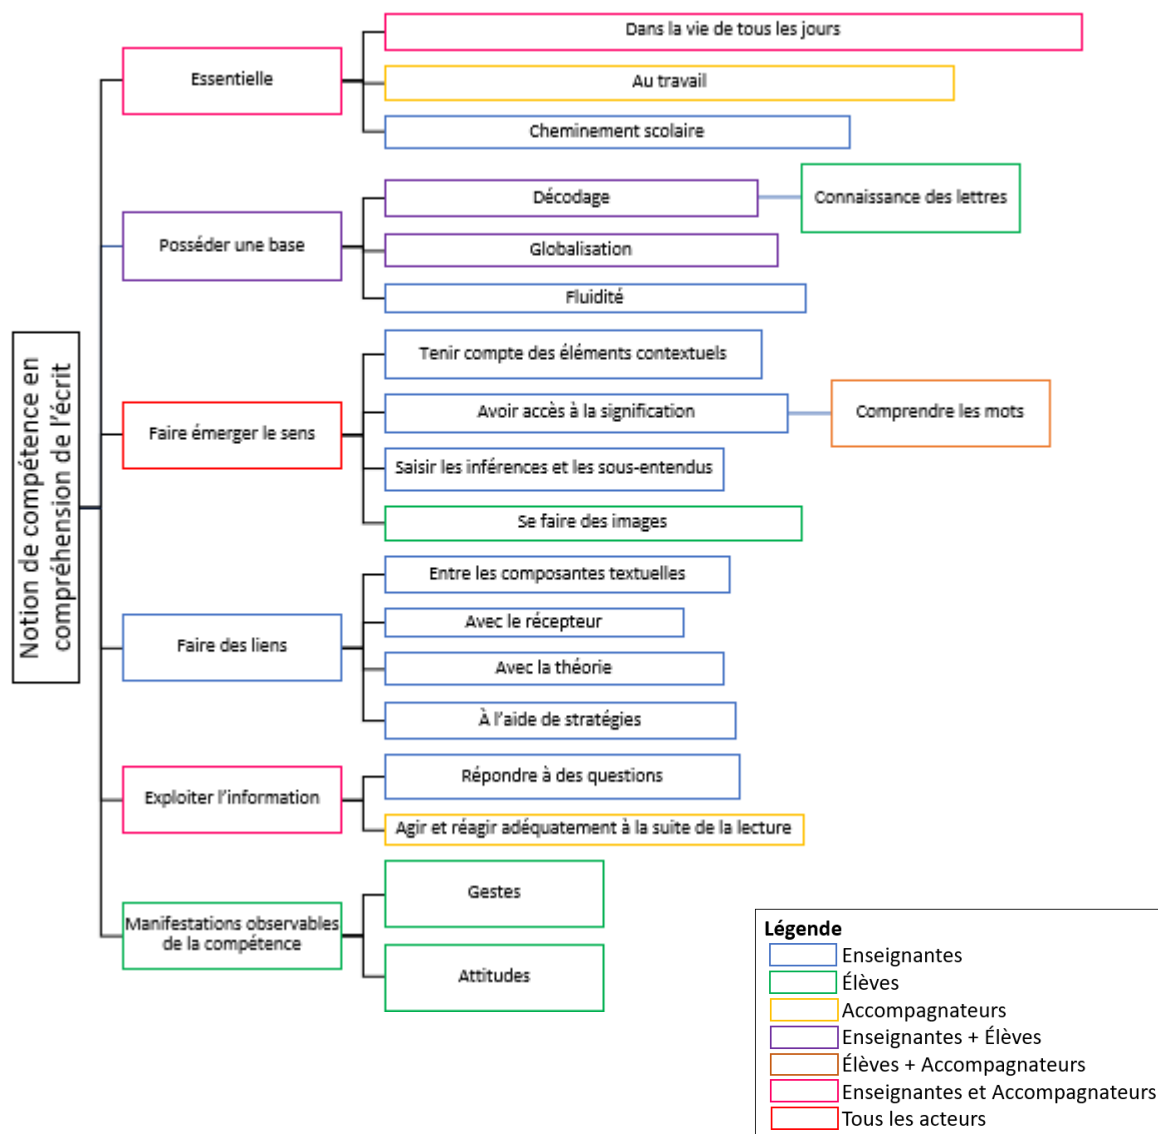 Notion de compétence en
compréhension de l'écrit
Essentielle
Dans la vie de tous les jours
Au travail
Cheminement scolaire
Posséder une base
Décodage
Connaissance des lettres
Globalisation
Fluidité
Faire émerger le sens
Tenir compte des éléments contextuels
Avoir accès à la signification
Comprendre les mots
Saisir les inférences et les sous-entendus
Se faire des images
Faire des liens
Entre les composantes textuelles
Avec le récepteur
Avec la théorie
À l'aide de stratégies
Exploiter l'information
Répondre à des questions
Agir et réagir adéquatement à la suite de la lecture
Manifestations observables
de la compétence
Gestes
Attitudes
Légende
Enseignantes
Élèves
Accompagnateurs
Enseignantes + Élèves
Élèves + Accompagnateurs
Enseignantes et Accompagnateurs
Tous les acteurs